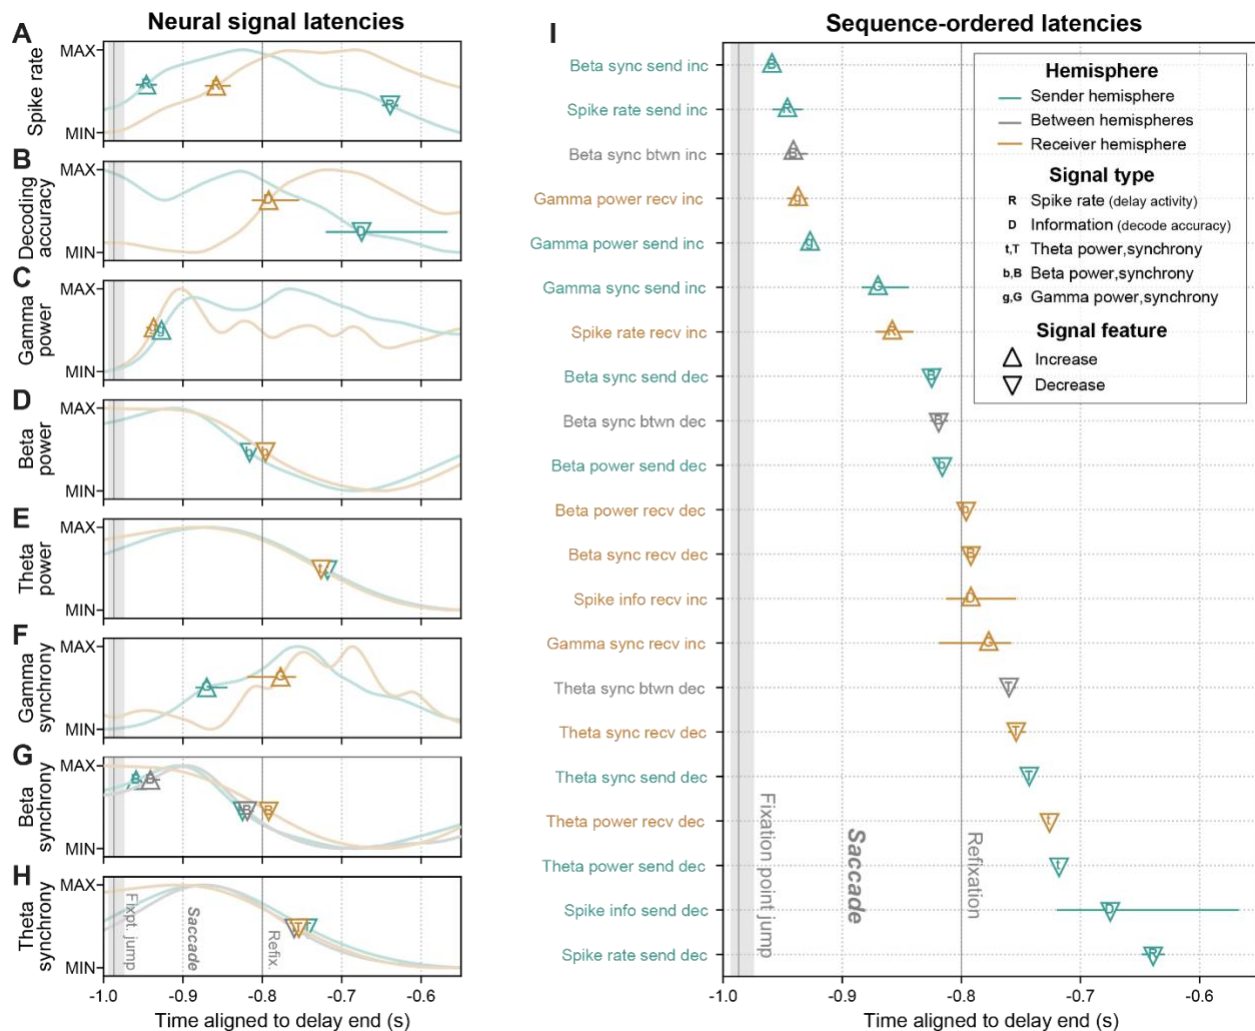 Neural signal latencies
A
Spike rate
MAX
MIN
R
R
R
B
Decoding
accuracy
MAX
MIN
D
D
C
Gamma
power
MAX
MIN
g
g
D
Beta
power
MAX
MIN
b
b
E
Theta
power
MAX
MIN
t
F
Gamma
synchrony
MAX
MIN
G
G
G
Beta
synchrony
MAX
MIN
B
B
B
B
H
Theta
synchrony
MAX
MIN
T
T
Fixpt. jump
Saccade
Refix.
-1.0 -0.9 -0.8 -0.7 -0.6
Time aligned to delay end (s)
I
Sequence-ordered latencies
Beta sync send inc B
Spike rate send inc R
Beta sync btwn inc B
Gamma power recv inc g
Gamma power send inc g
Gamma sync send inc G
Spike rate recv inc R
Beta sync send dec B
Beta sync btwn dec B
Beta power send dec b
Beta power recv dec b
Beta sync recv dec B
Spike info recv inc D
Gamma sync recv inc G
Theta sync btwn dec T
Theta sync recv dec T
Theta sync send dec T
Theta power recv dec t
Theta power send dec t
Spike info send dec D
Spike rate send dec R
Fixation point jump
Saccade
Refixation
-1.0 -0.9 -0.8 -0.7 -0.6
Time aligned to delay end (s)
Hemisphere
Sender hemisphere
Between hemispheres
Receiver hemisphere
Signal type
R Spike rate (delay activity)
D Information (decode accuracy)
t,T Theta power,synchrony
b,B Beta power,synchrony
g,G Gamma power,synchrony
Signal feature
Increase
Decrease